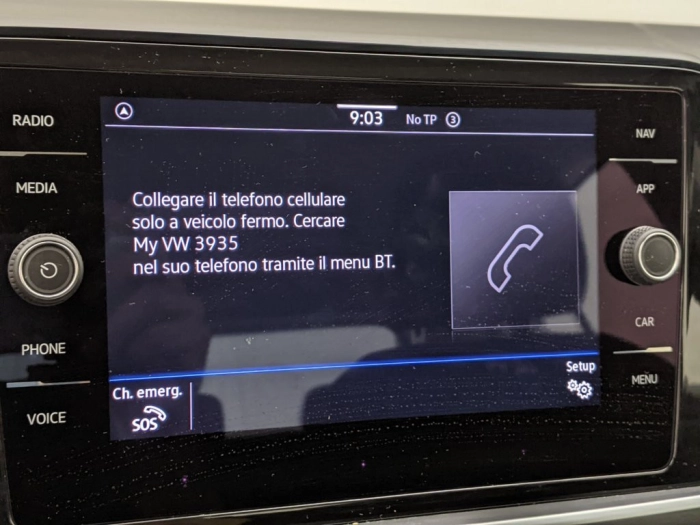 RADIO
MEDIA
PHONE
VOICE
9:03 No TP 3
Collegare il telefono cellulare
solo a veicolo fermo. Cercare
My VW 3935
nel suo telefono tramite il menu BT.
Ch. emerg.
SOS
Setup
NAV
APP
CAR
MENU